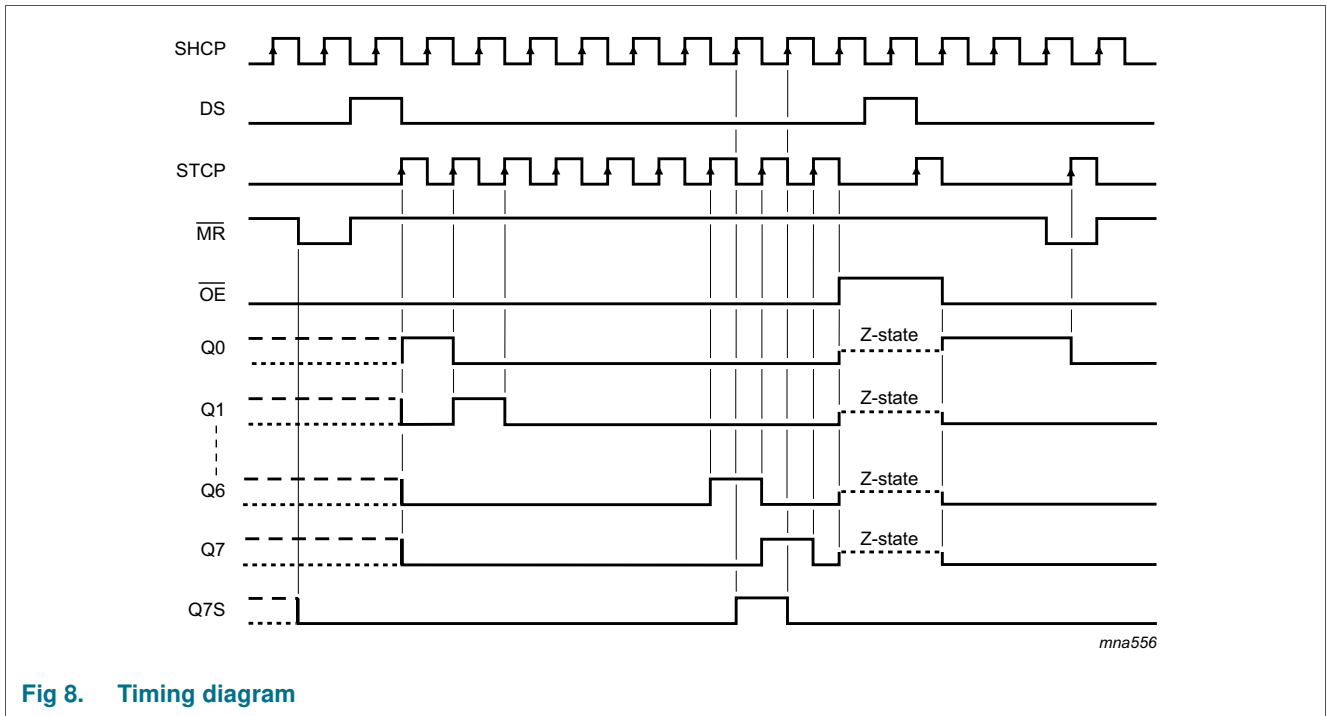 SHCP
DS
STCP
MR
OE
Q0
Z-state
Q1
Z-state
Q6
Z-state
Q7
Z-state
Q7S
mna556
Fig 8. Timing diagram